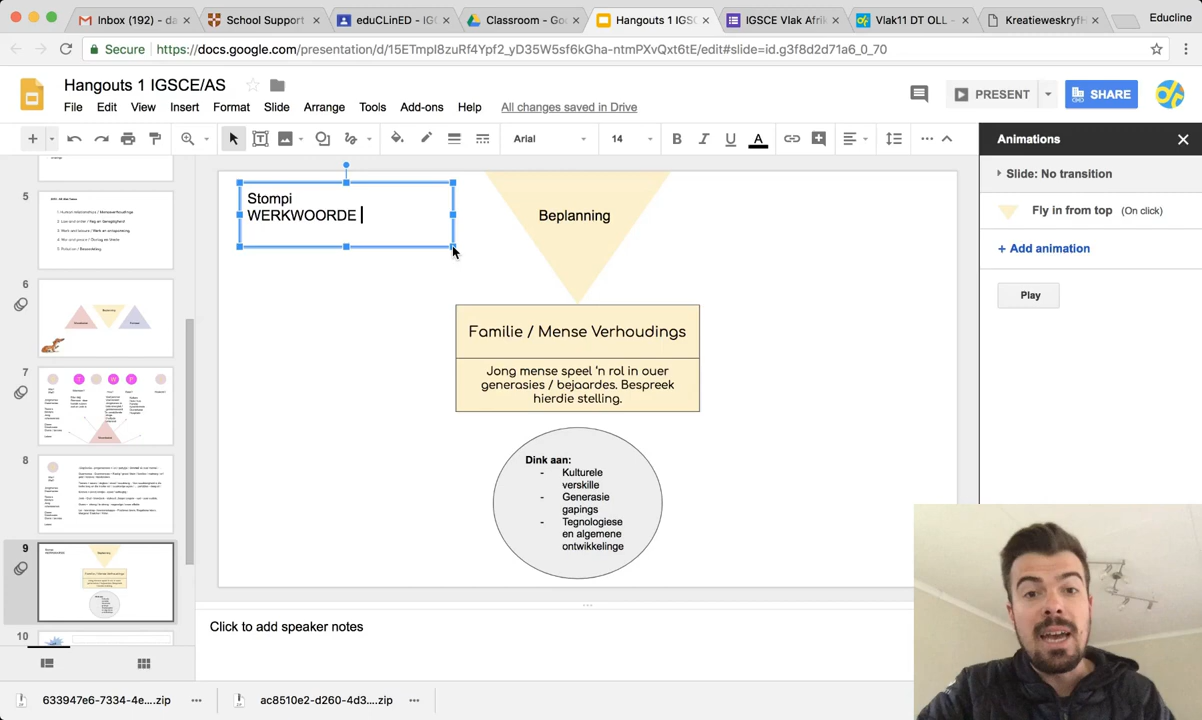 Inbox (192) - da
School Support
eduCLinED - IG
Classroom - Go
Hangouts 1 IGSC
IGSCE Vlak Afrik
Vlak11 DT OLL -
KreatieweskryfH
Educline
Secure
https://docs.google.com/presentation/d/15ETmpI8zuRf4Ypf2_yD35W5sf6kGha-ntmPXvQxt6tE/edit#slide=id.g3f8d2d71a6_0_70
Hangouts 1 IGSCE/AS
File Edit View Insert Format Slide Arrange Tools Add-ons Help All changes saved in Drive
PRESENT
SHARE
Arial
14
B I U A
Animations
Slide: No transition
Fly in from top (On click)
+ Add animation
Play
5
6
7
8
9
10
Stompi
WERKWOORDE
Beplanning
Familie / Mense Verhoudings
Jong mense speel 'n rol in ouer
generasies / bejaardes. Bespreek
hierdie stelling.
Dink aan:
- Kulturele
verskille
- Generasie
gapings
- Tegnologiese
en algemene
ontwikkelinge
Click to add speaker notes
633947e6-7334-4e....zip
ac8510e2-d260-4d3....zip